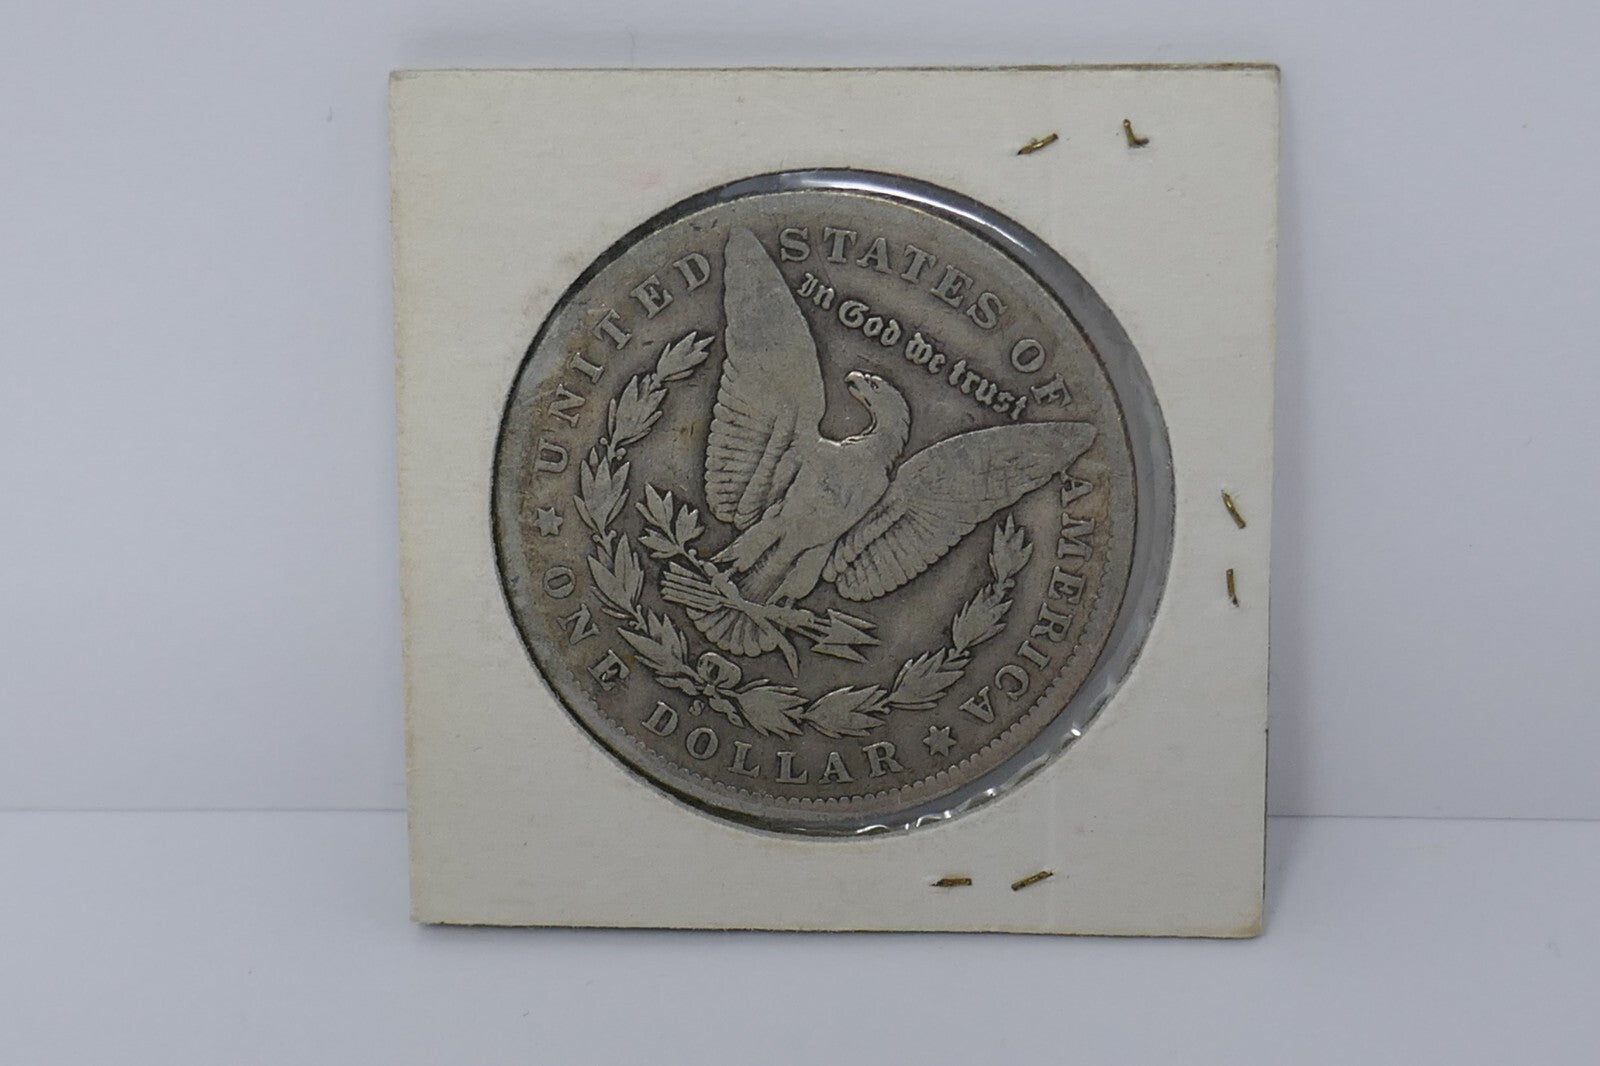 UNITED STATES OF AMERICA
In God we trust
S
ONE DOLLAR